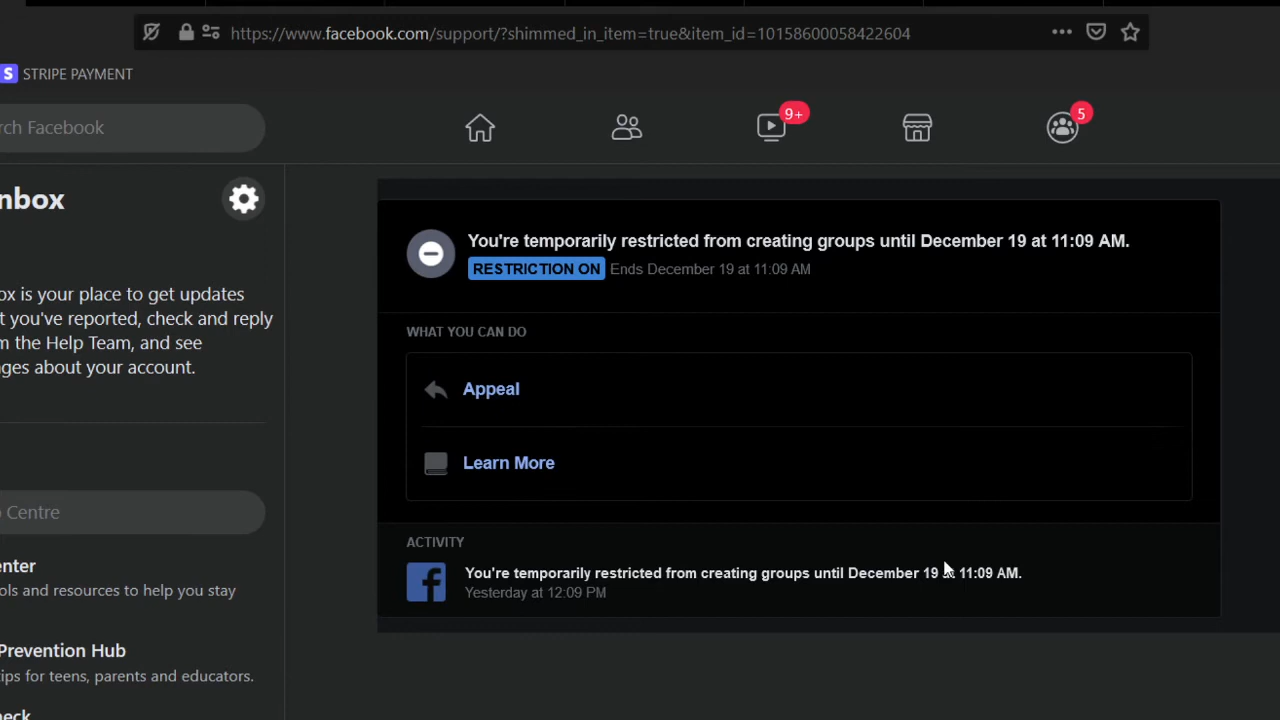 https://www.facebook.com/support/?shimmed_in_item=true&item_id=10158600058422604
S STRIPE PAYMENT
rch Facebook
9+
5
nbox
You're temporarily restricted from creating groups until December 19 at 11:09 AM.
RESTRICTION ON Ends December 19 at 11:09 AM
ox is your place to get updates
t you've reported, check and reply
m the Help Team, and see
ges about your account.
WHAT YOU CAN DO
Appeal
Learn More
Centre
ACTIVITY
You're temporarily restricted from creating groups until December 19 at 11:09 AM.
Yesterday at 12:09 PM
enter
ols and resources to help you stay
Prevention Hub
tips for teens, parents and educators.
eck